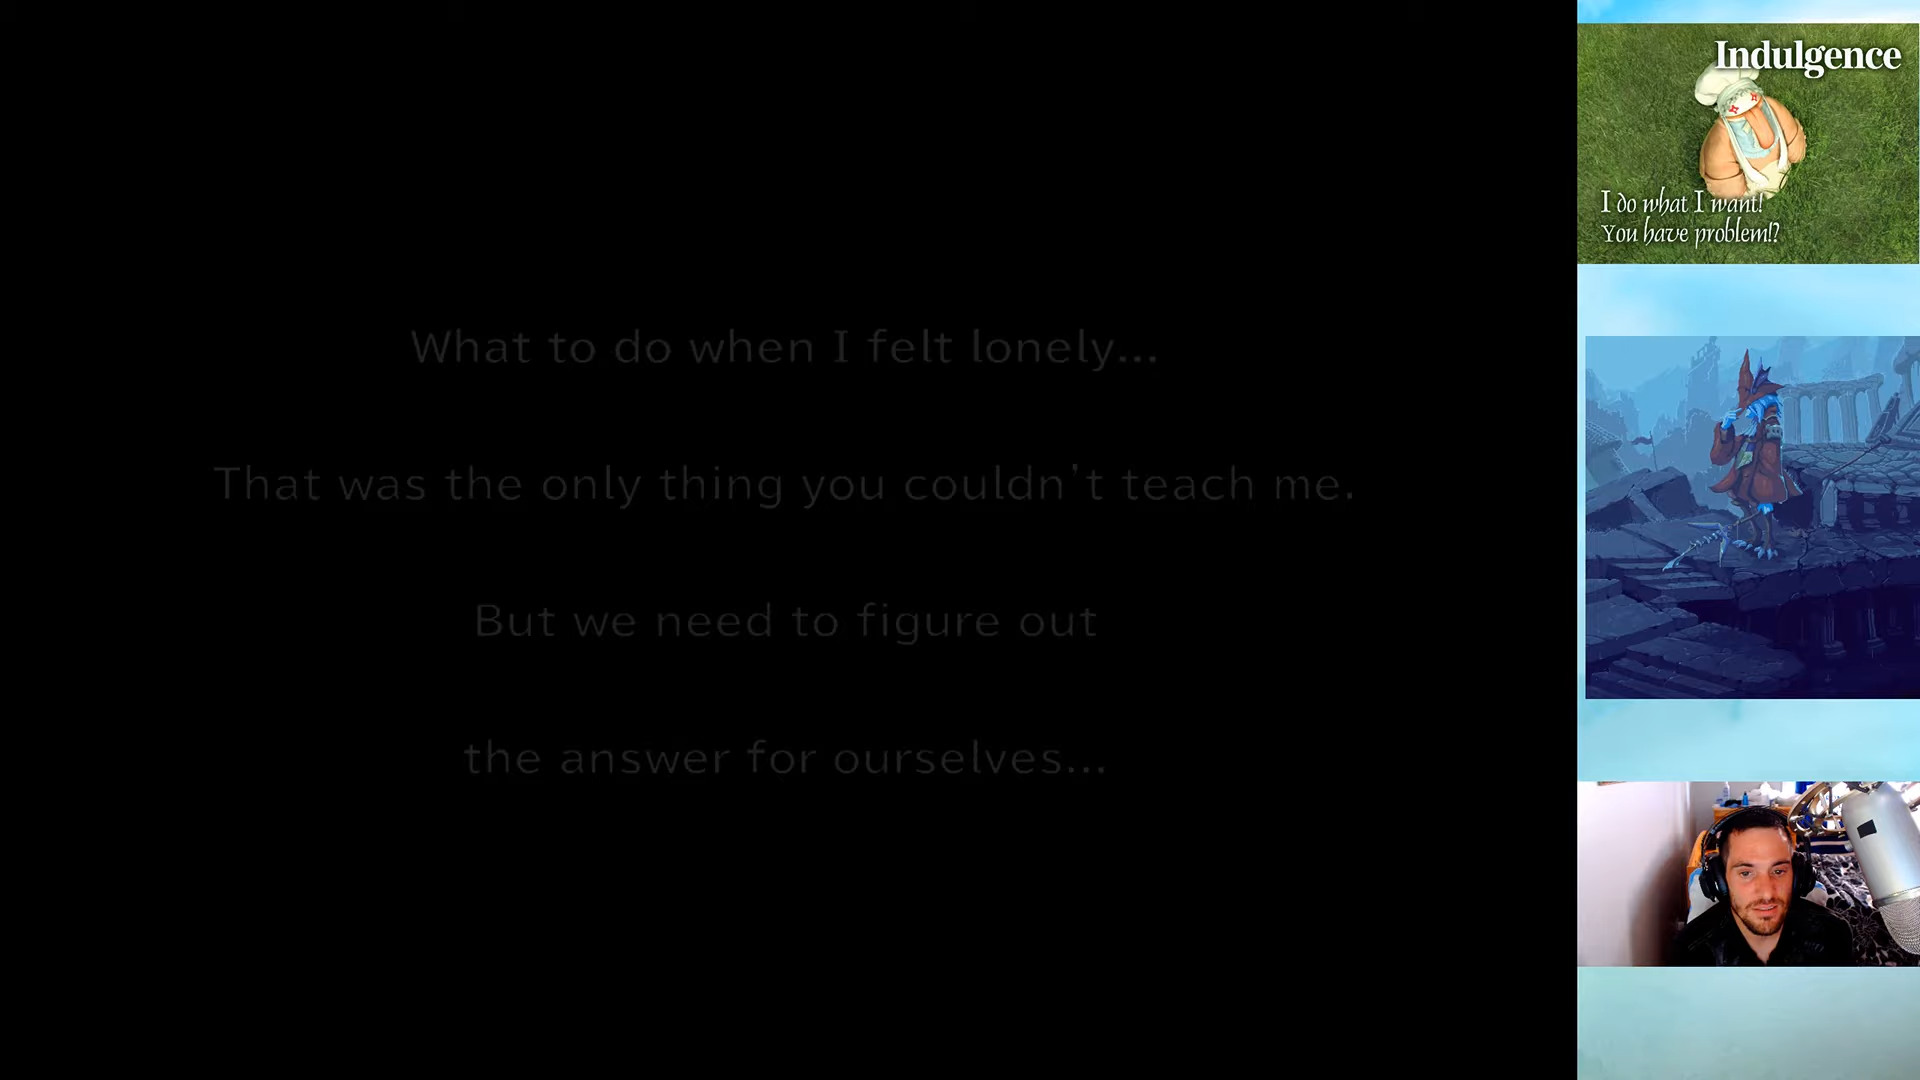 What to do when I felt lonely...
That was the only thing you couldn't teach me.
But we need to figure out
the answer for ourselves...
Indulgence
I do what I want!
You have problem!?